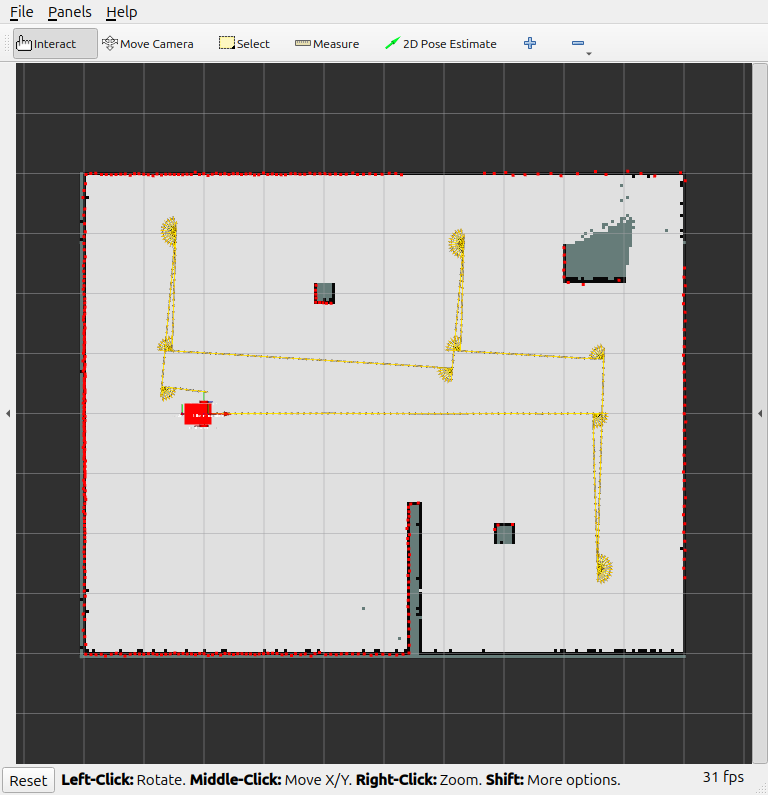 File Panels Help
Interact Move Camera Select Measure 2D Pose Estimate
Reset Left-Click: Rotate. Middle-Click: Move X/Y. Right-Click: Zoom. Shift: More options. 31 fps